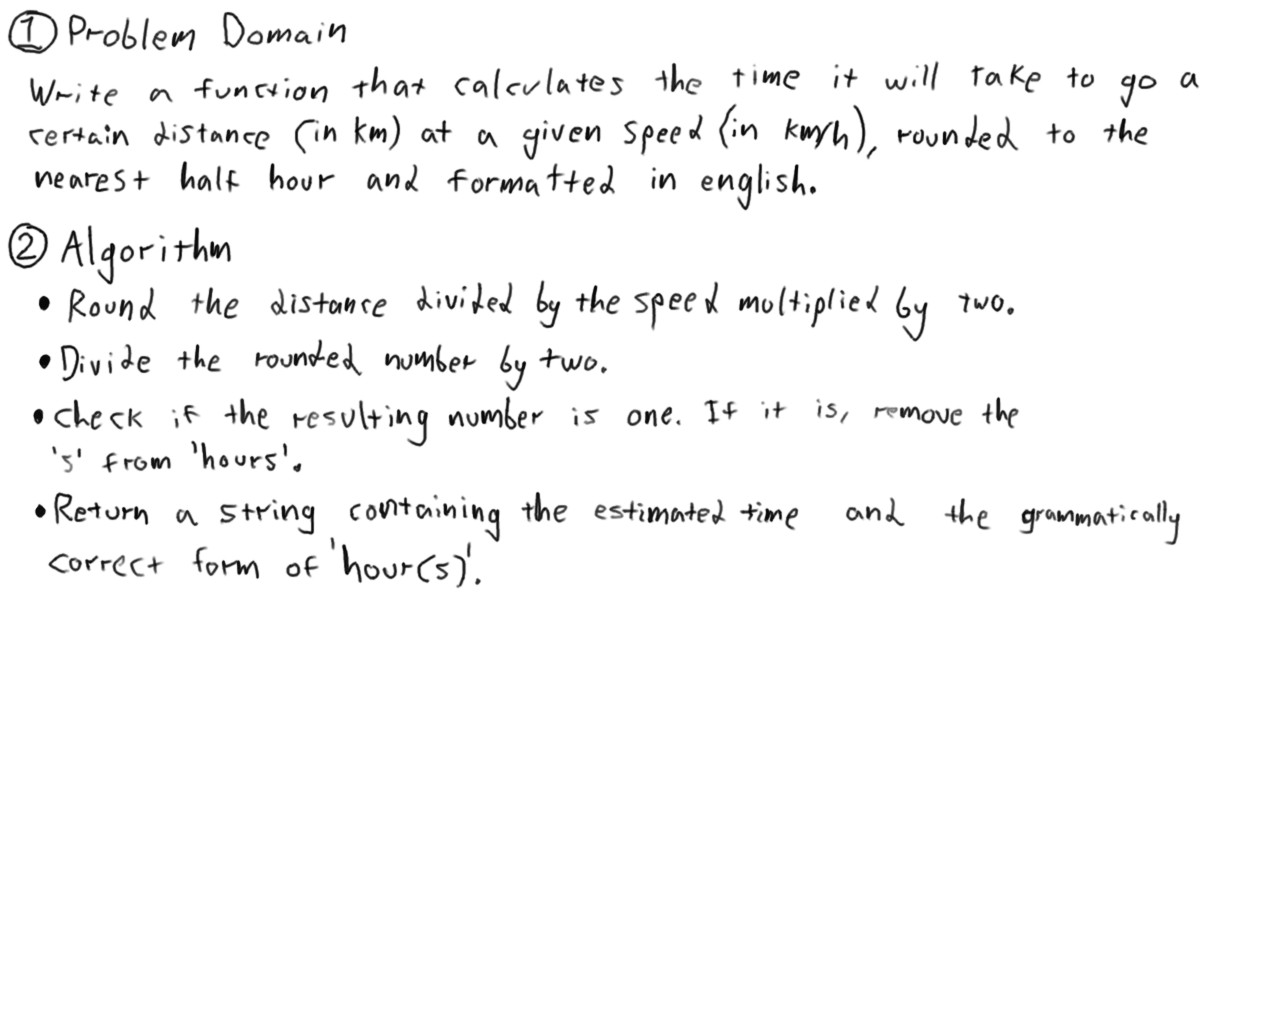 ① Problem Domain
Write a function that calculates the time it will take to go a
certain distance (in km) at a given speed (in km/h), rounded to the
nearest half hour and formatted in english.
② Algorithm
• Round the distance divided by the speed multiplied by two.
• Divide the rounded number by two.
• Check if the resulting number is one. If it is, remove the
's' from 'hours'.
• Return a string containing the estimated time and the grammatically
correct form of 'hour(s)'.